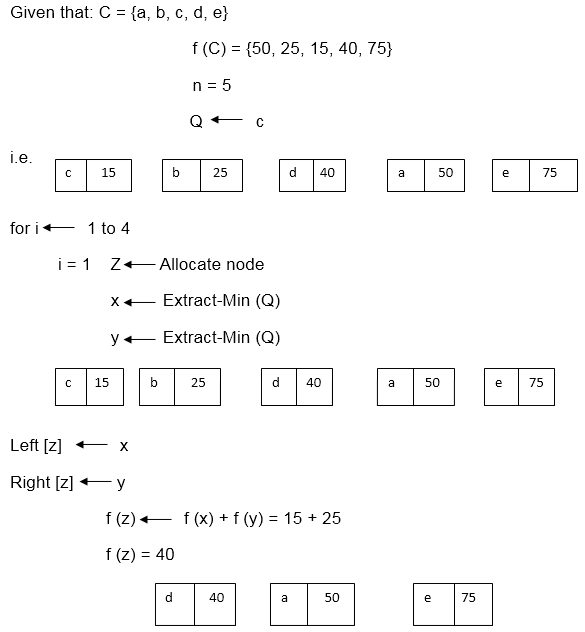 Given that: C = {a, b, c, d, e}
f (C) = {50, 25, 15, 40, 75}
n = 5
Q ← c
i.e.
c 15 b 25 d 40 a 50 e 75
for i ← 1 to 4
i = 1 Z ← Allocate node
x ← Extract-Min (Q)
y ← Extract-Min (Q)
c 15 b 25 d 40 a 50 e 75
Left [z] ← x
Right [z] ← y
f (z) ← f (x) + f (y) = 15 + 25
f (z) = 40
d 40 a 50 e 75